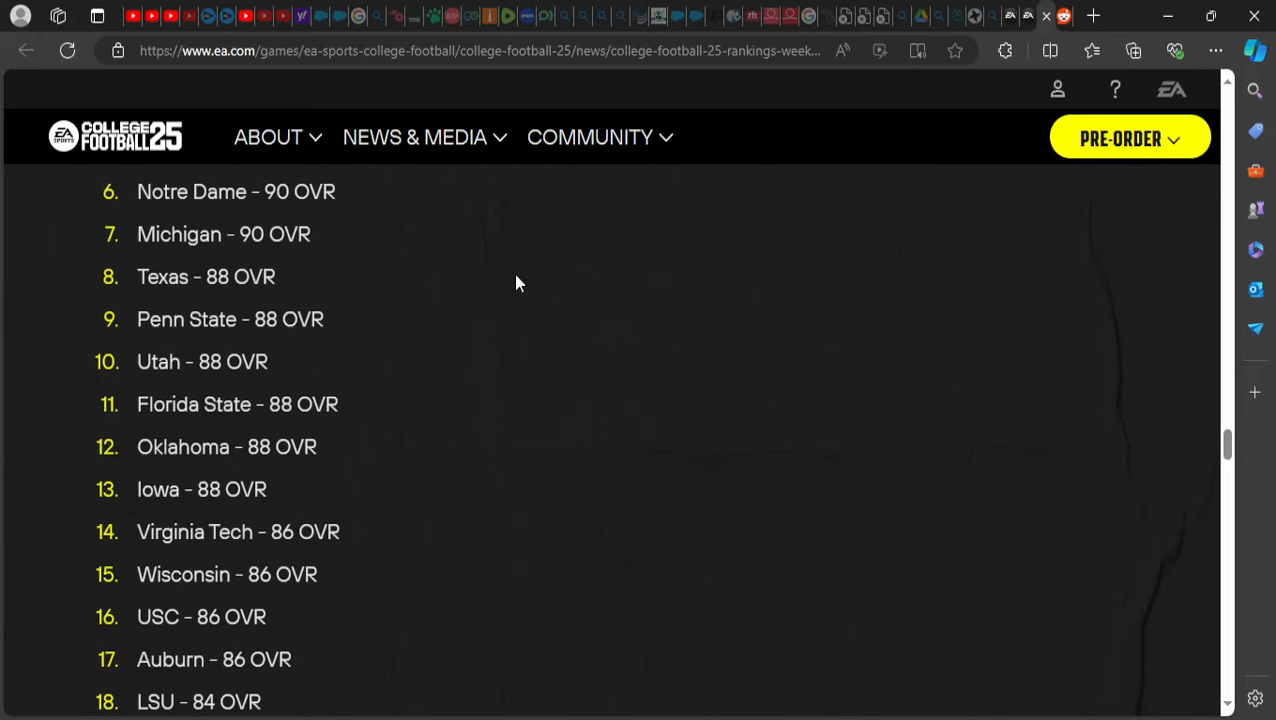 https://www.ea.com/games/ea-sports-college-football/college-football-25/news/college-football-25-rankings-week...
EA
EA SPORTS COLLEGE FOOTBALL 25
ABOUT
NEWS & MEDIA
COMMUNITY
PRE-ORDER
6. Notre Dame - 90 OVR
7. Michigan - 90 OVR
8. Texas - 88 OVR
9. Penn State - 88 OVR
10. Utah - 88 OVR
11. Florida State - 88 OVR
12. Oklahoma - 88 OVR
13. Iowa - 88 OVR
14. Virginia Tech - 86 OVR
15. Wisconsin - 86 OVR
16. USC - 86 OVR
17. Auburn - 86 OVR
18. LSU - 84 OVR